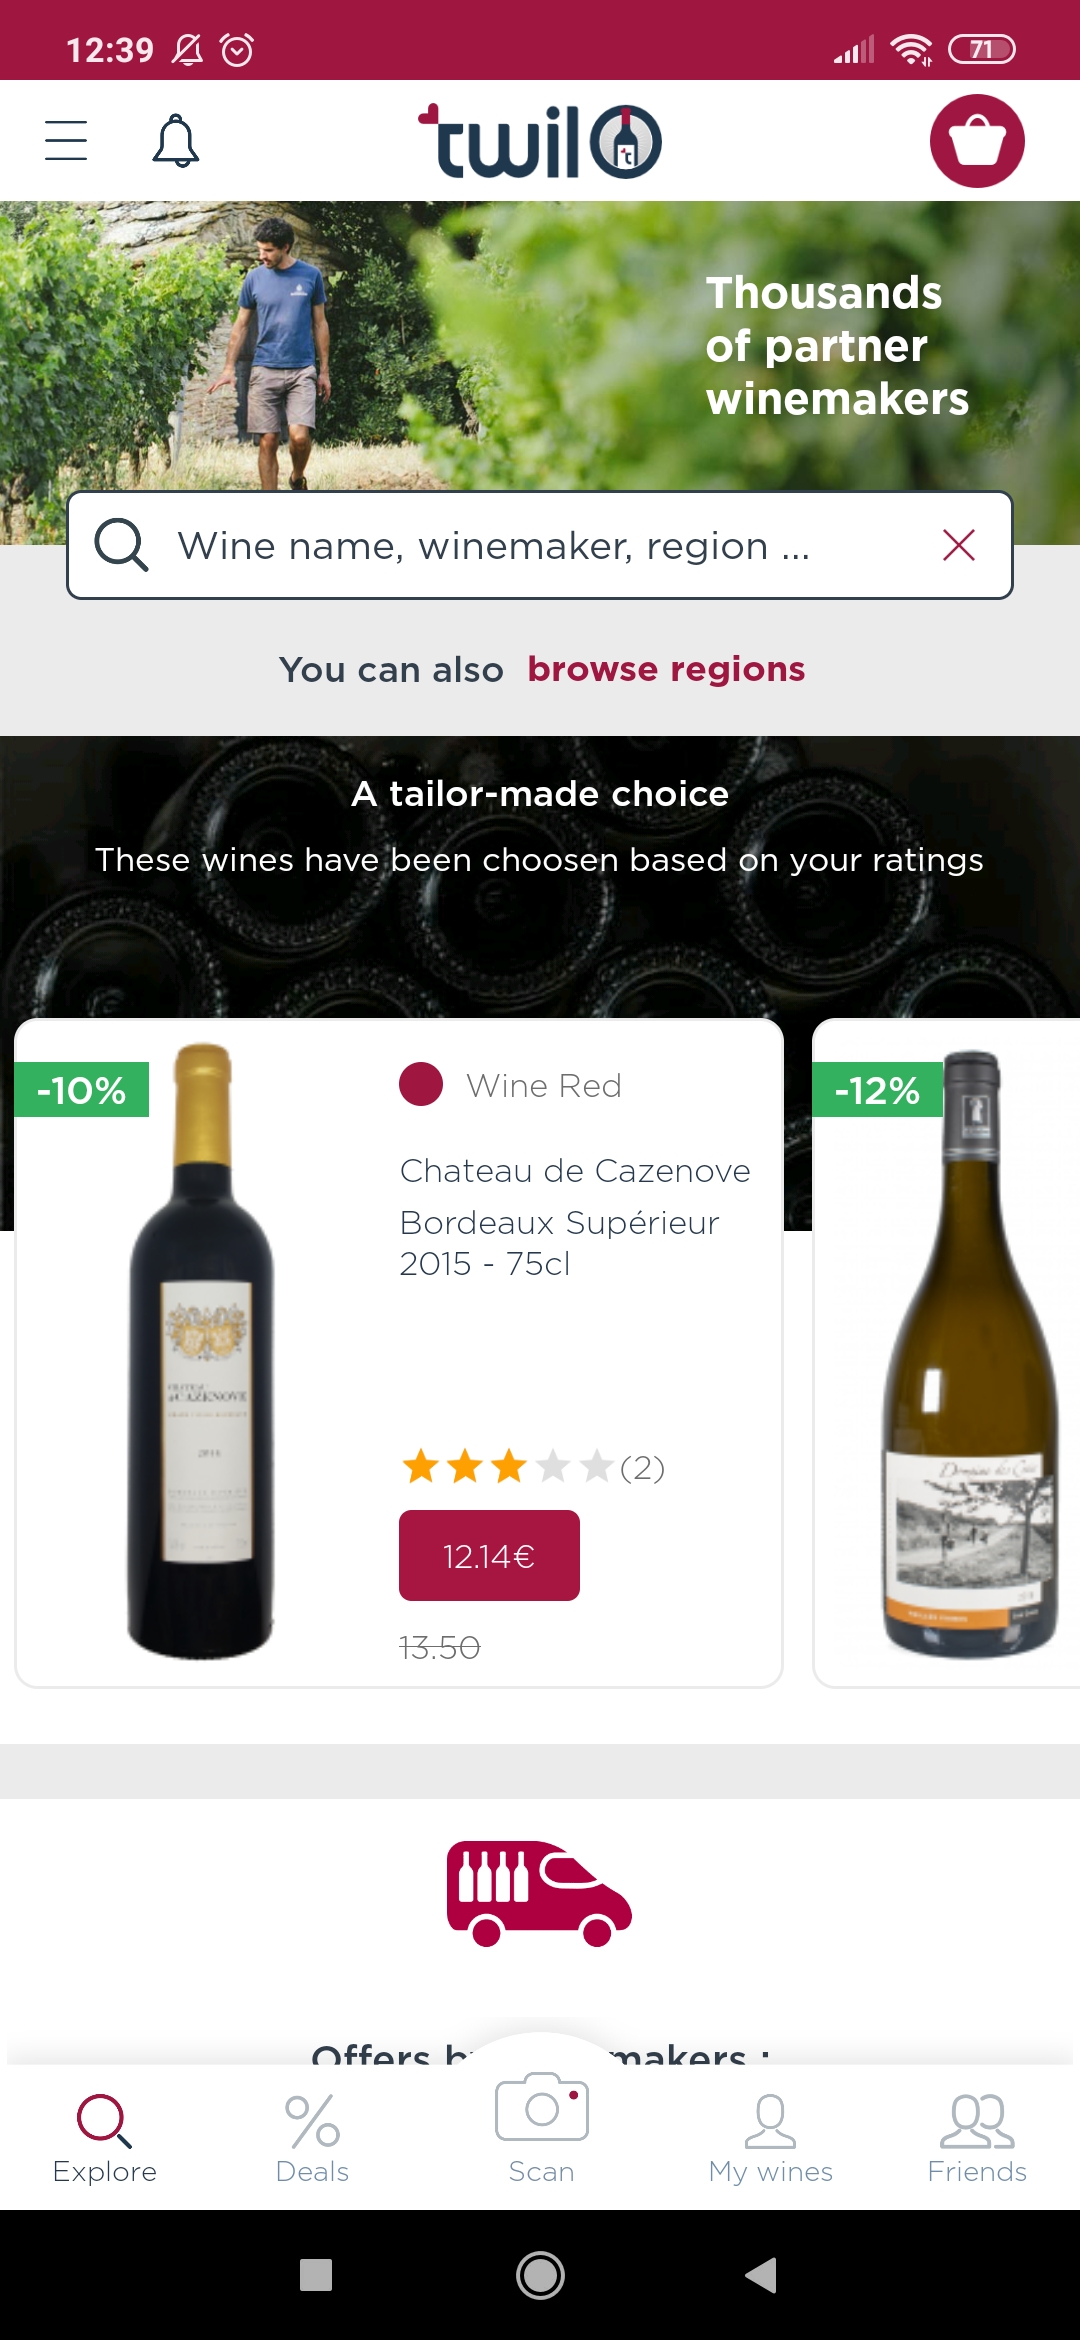 12:39
71
twil
Thousands
of partner
winemakers
Wine name, winemaker, region ...
You can also browse regions
A tailor-made choice
These wines have been choosen based on your ratings
-10%
Wine Red
Chateau de Cazenove
Bordeaux Supérieur
2015 - 75cl
(2)
12.14€
13.50
-12%
Offers
makers :
Explore
Deals
Scan
My wines
Friends